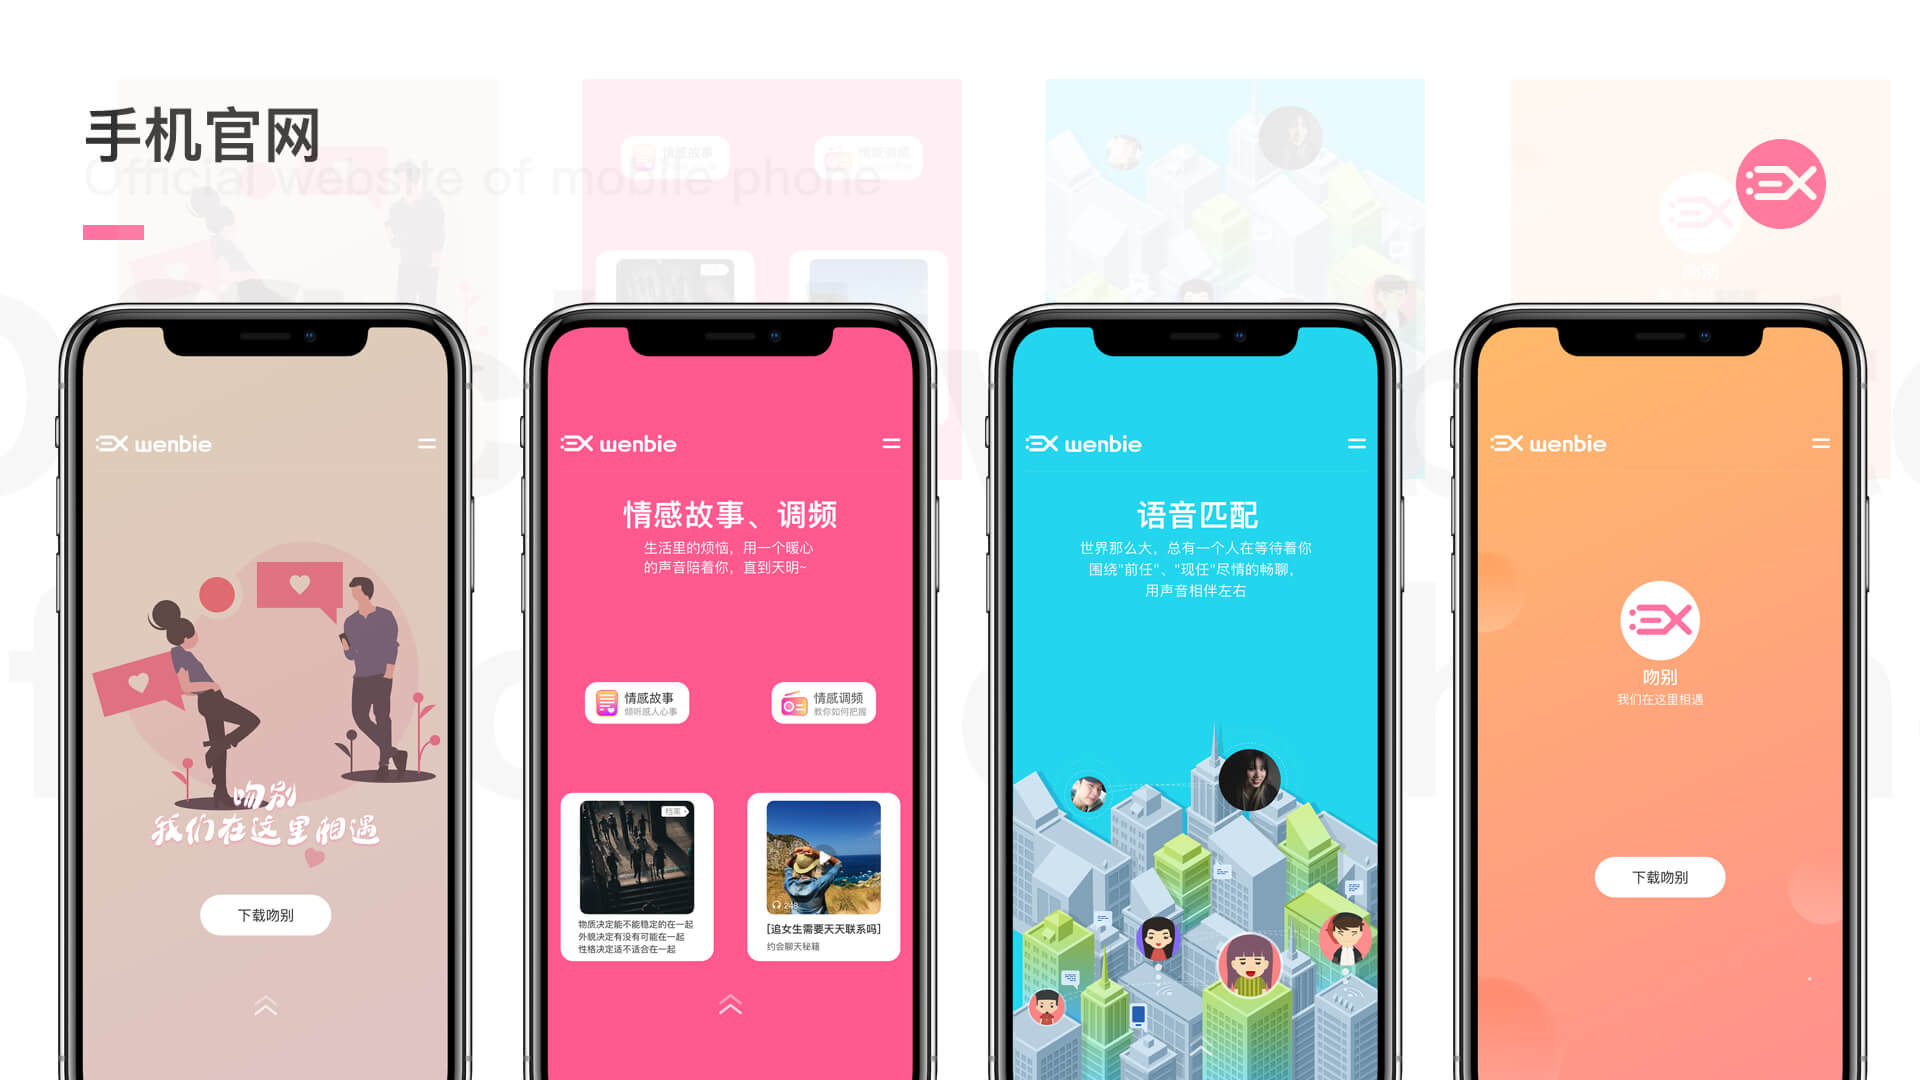 手机官网
Official website of mobile phone
EX
EX wenbie
吻别
我们在这里相遇
下载吻别
EX wenbie
情感故事、调频
生活里的烦恼，用一个暖心
的声音陪着你，直到天明~
情感故事
倾听感人心事
情感调频
教你如何把握
档案
物质决定能不能稳定的在一起
外貌决定有没有可能在一起
性格决定适不适合在一起
248
[追女生需要天天联系吗]
约会聊天秘籍
EX wenbie
语音匹配
世界那么大，总有一个人在等待着你
围绕"前任"、"现任"尽情的畅聊，
用声音相伴左右
EX wenbie
EX
吻别
我们在这里相遇
下载吻别